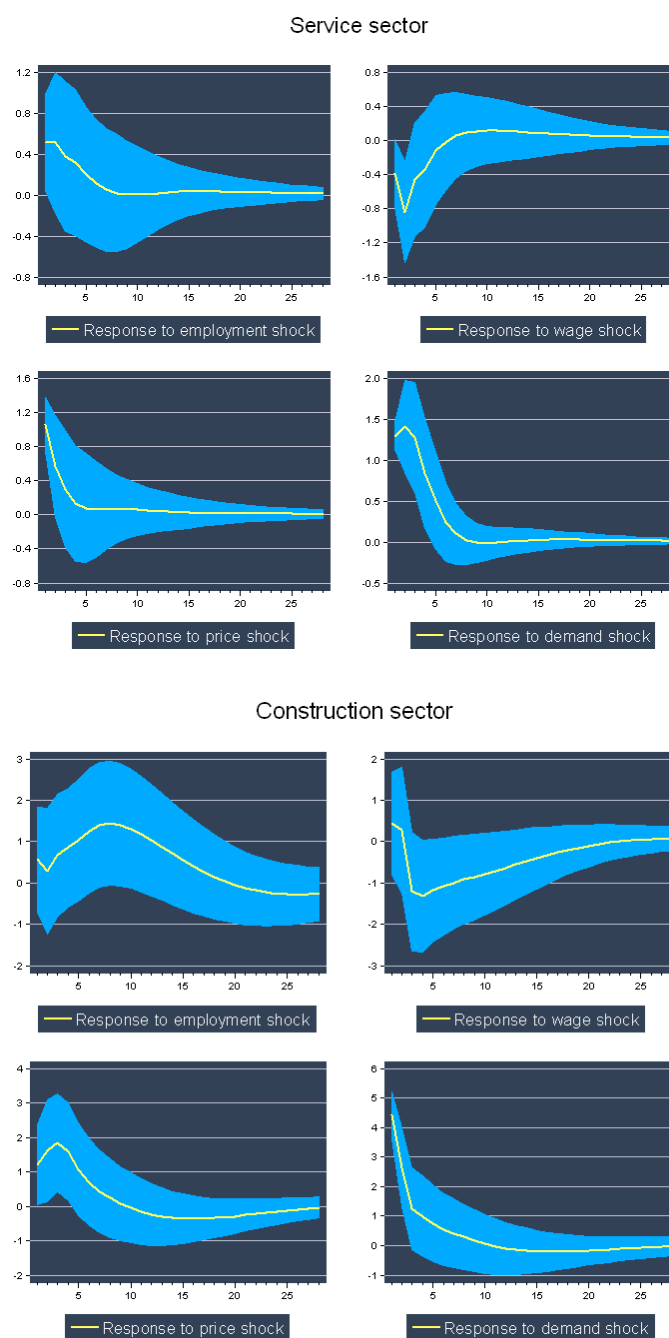 Service sector
1.2
0.8
0.4
0.0
-0.4
-0.8
5 10 15 20 25
Response to employment shock
0.8
0.4
0.0
-0.4
-0.8
-1.2
-1.6
5 10 15 20 25
Response to wage shock
1.6
1.2
0.8
0.4
0.0
-0.4
-0.8
5 10 15 20 25
Response to price shock
2.0
1.5
1.0
0.5
0.0
-0.5
5 10 15 20 25
Response to demand shock
Construction sector
3
2
1
0
-1
-2
5 10 15 20 25
Response to employment shock
2
1
0
-1
-2
-3
5 10 15 20 25
Response to wage shock
4
3
2
1
0
-1
-2
5 10 15 20 25
Response to price shock
6
5
4
3
2
1
0
-1
5 10 15 20 25
Response to demand shock